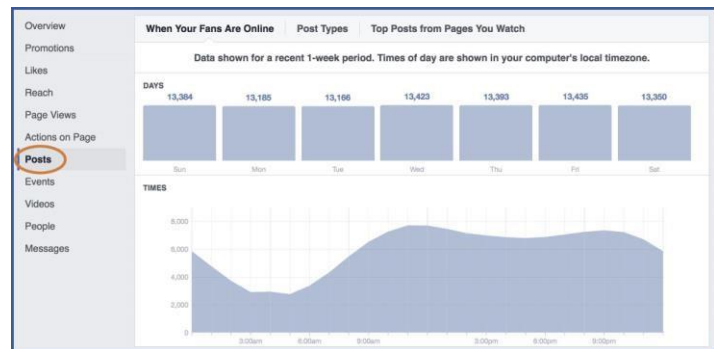 Overview
Promotions
Likes
Reach
Page Views
Actions on Page
Posts
Events
Videos
People
Messages
When Your Fans Are Online Post Types Top Posts from Pages You Watch
Data shown for a recent 1-week period. Times of day are shown in your computer's local timezone.
DAYS
13,384 13,185 13,166 13,423 13,393 13,435 13,350
Sun Mon Tue Wed Thu Fri Sat
TIMES
8,000
6,000
4,000
2,000
0
3:00am 6:00am 9:00am 3:00pm 6:00pm 9:00pm